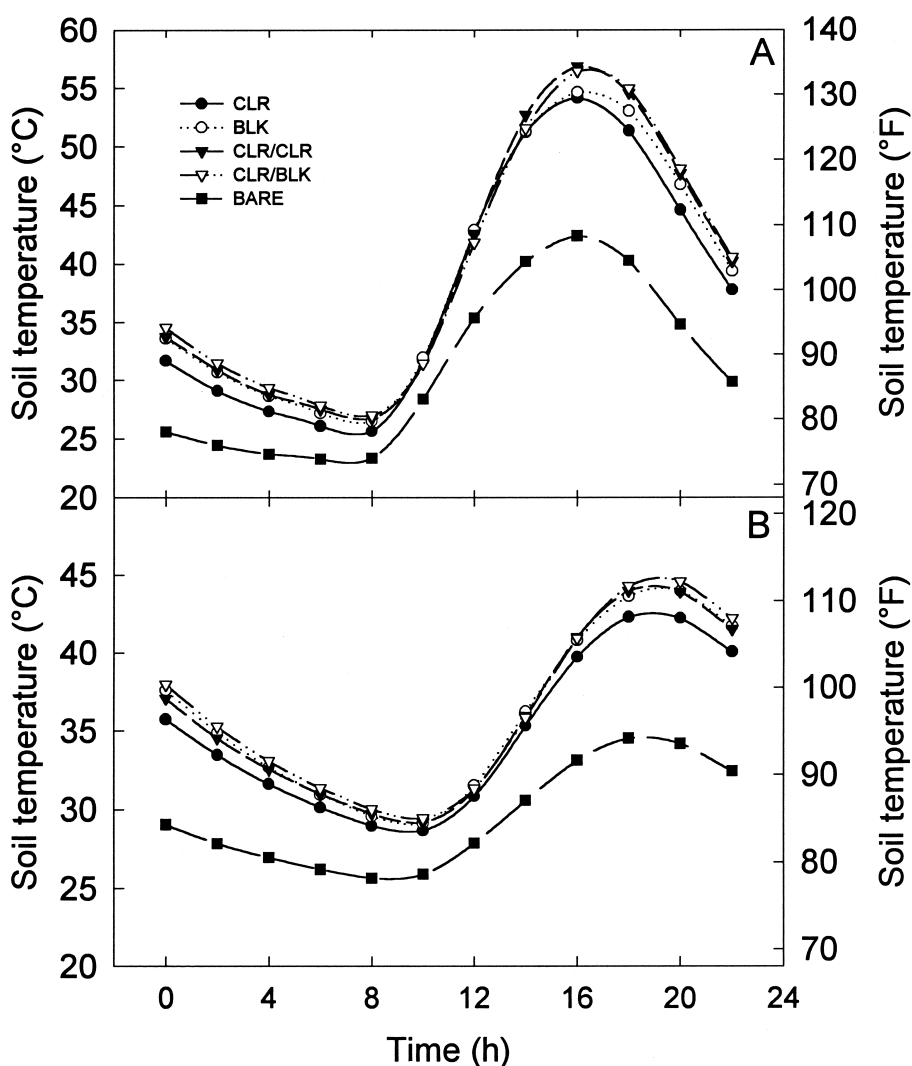 A
60
55
50
45
40
35
30
25
20
Soil temperature (°C)
CLR
BLK
CLR/CLR
CLR/BLK
BARE
140
130
120
110
100
90
80
70
Soil temperature (°F)
B
45
40
35
30
25
20
Soil temperature (°C)
120
110
100
90
80
70
Soil temperature (°F)
0 4 8 12 16 20 24
Time (h)